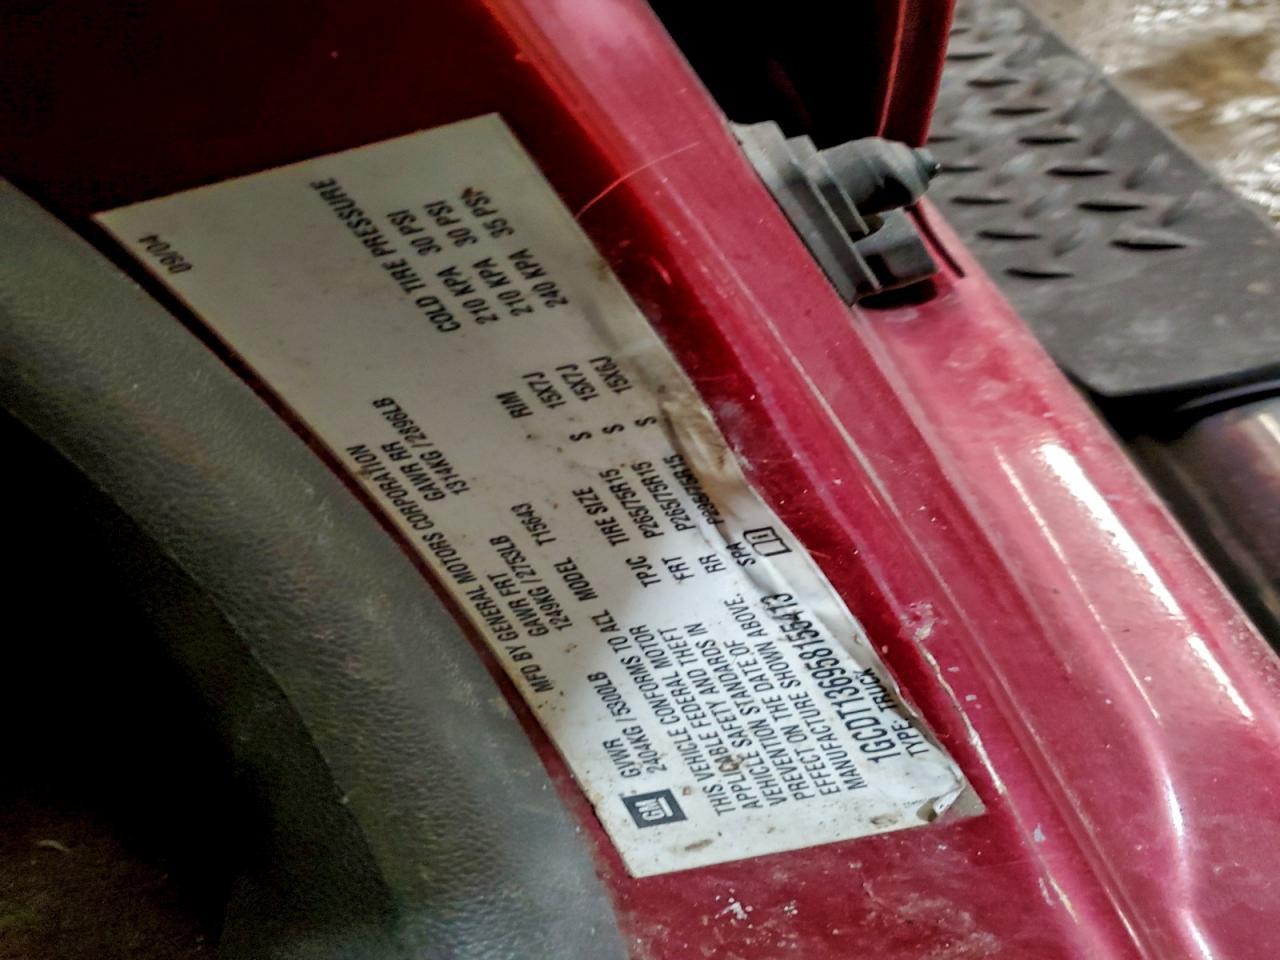 MFD BY GENERAL MOTORS CORPORATION
09/04
GM
GVWR GAWR FRT GAWR RR
2404KG / 5300LB 1249KG / 2753LB 1314KG / 2896LB
THIS VEHICLE CONFORMS TO ALL
APPLICABLE FEDERAL MOTOR
VEHICLE SAFETY AND THEFT
PREVENTION STANDARDS IN
EFFECT ON THE DATE OF
MANUFACTURE SHOWN ABOVE.
1GCDT136958155413
TYPE: TRUCK
MODEL T15643
TPJC TIRE SIZE RIM COLD TIRE PRESSURE
FRT P265/75R15 S 15X7J 210 KPA 30 PSI
RR P265/75R15 S 15X7J 210 KPA 30 PSI
SPA S 15X6J 240 KPA 35 PSI